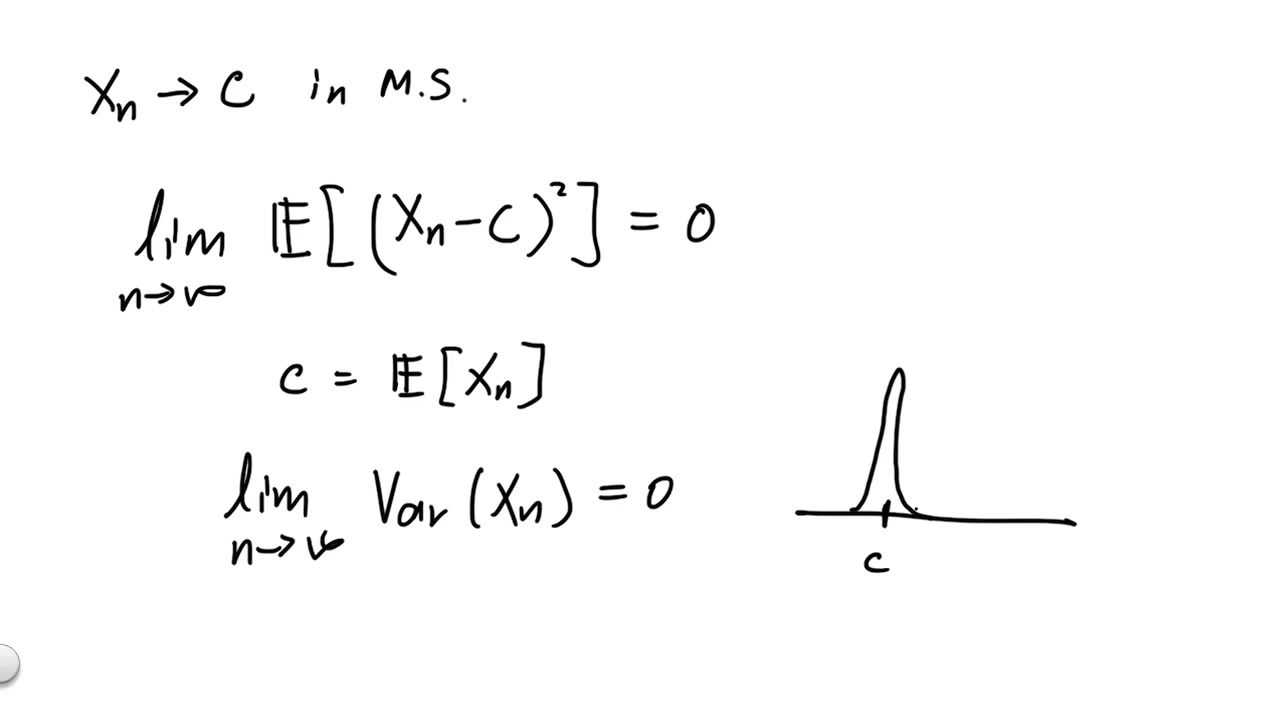 Xₙ → C in M.S.
lim n→∞ 𝔼[(Xₙ-C)²] = 0
C = 𝔼[Xₙ]
lim n→∞ Var(Xₙ) = 0
C